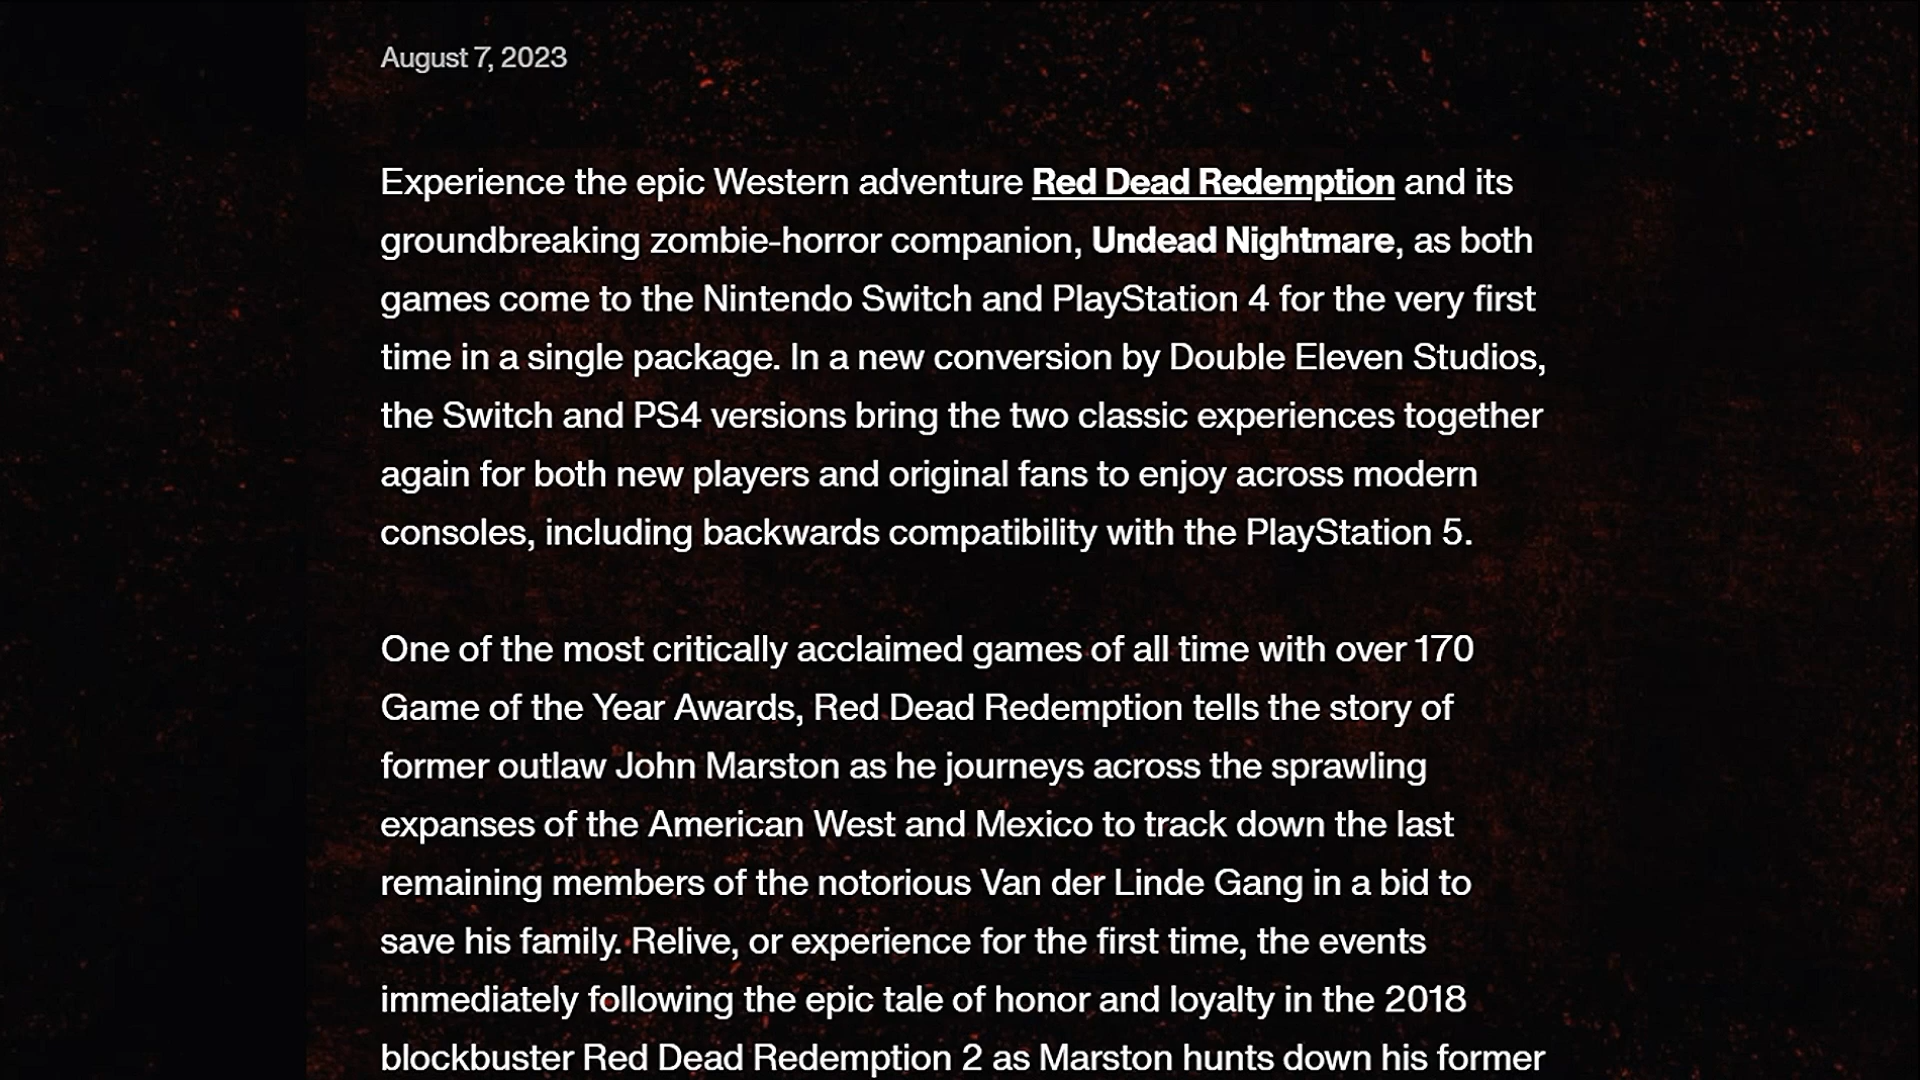 August 7, 2023
Experience the epic Western adventure Red Dead Redemption and its
groundbreaking zombie-horror companion, Undead Nightmare, as both
games come to the Nintendo Switch and PlayStation 4 for the very first
time in a single package. In a new conversion by Double Eleven Studios,
the Switch and PS4 versions bring the two classic experiences together
again for both new players and original fans to enjoy across modern
consoles, including backwards compatibility with the PlayStation 5.
One of the most critically acclaimed games of all time with over 170
Game of the Year Awards, Red Dead Redemption tells the story of
former outlaw John Marston as he journeys across the sprawling
expanses of the American West and Mexico to track down the last
remaining members of the notorious Van der Linde Gang in a bid to
save his family. Relive, or experience for the first time, the events
immediately following the epic tale of honor and loyalty in the 2018
blockbuster Red Dead Redemption 2 as Marston hunts down his former